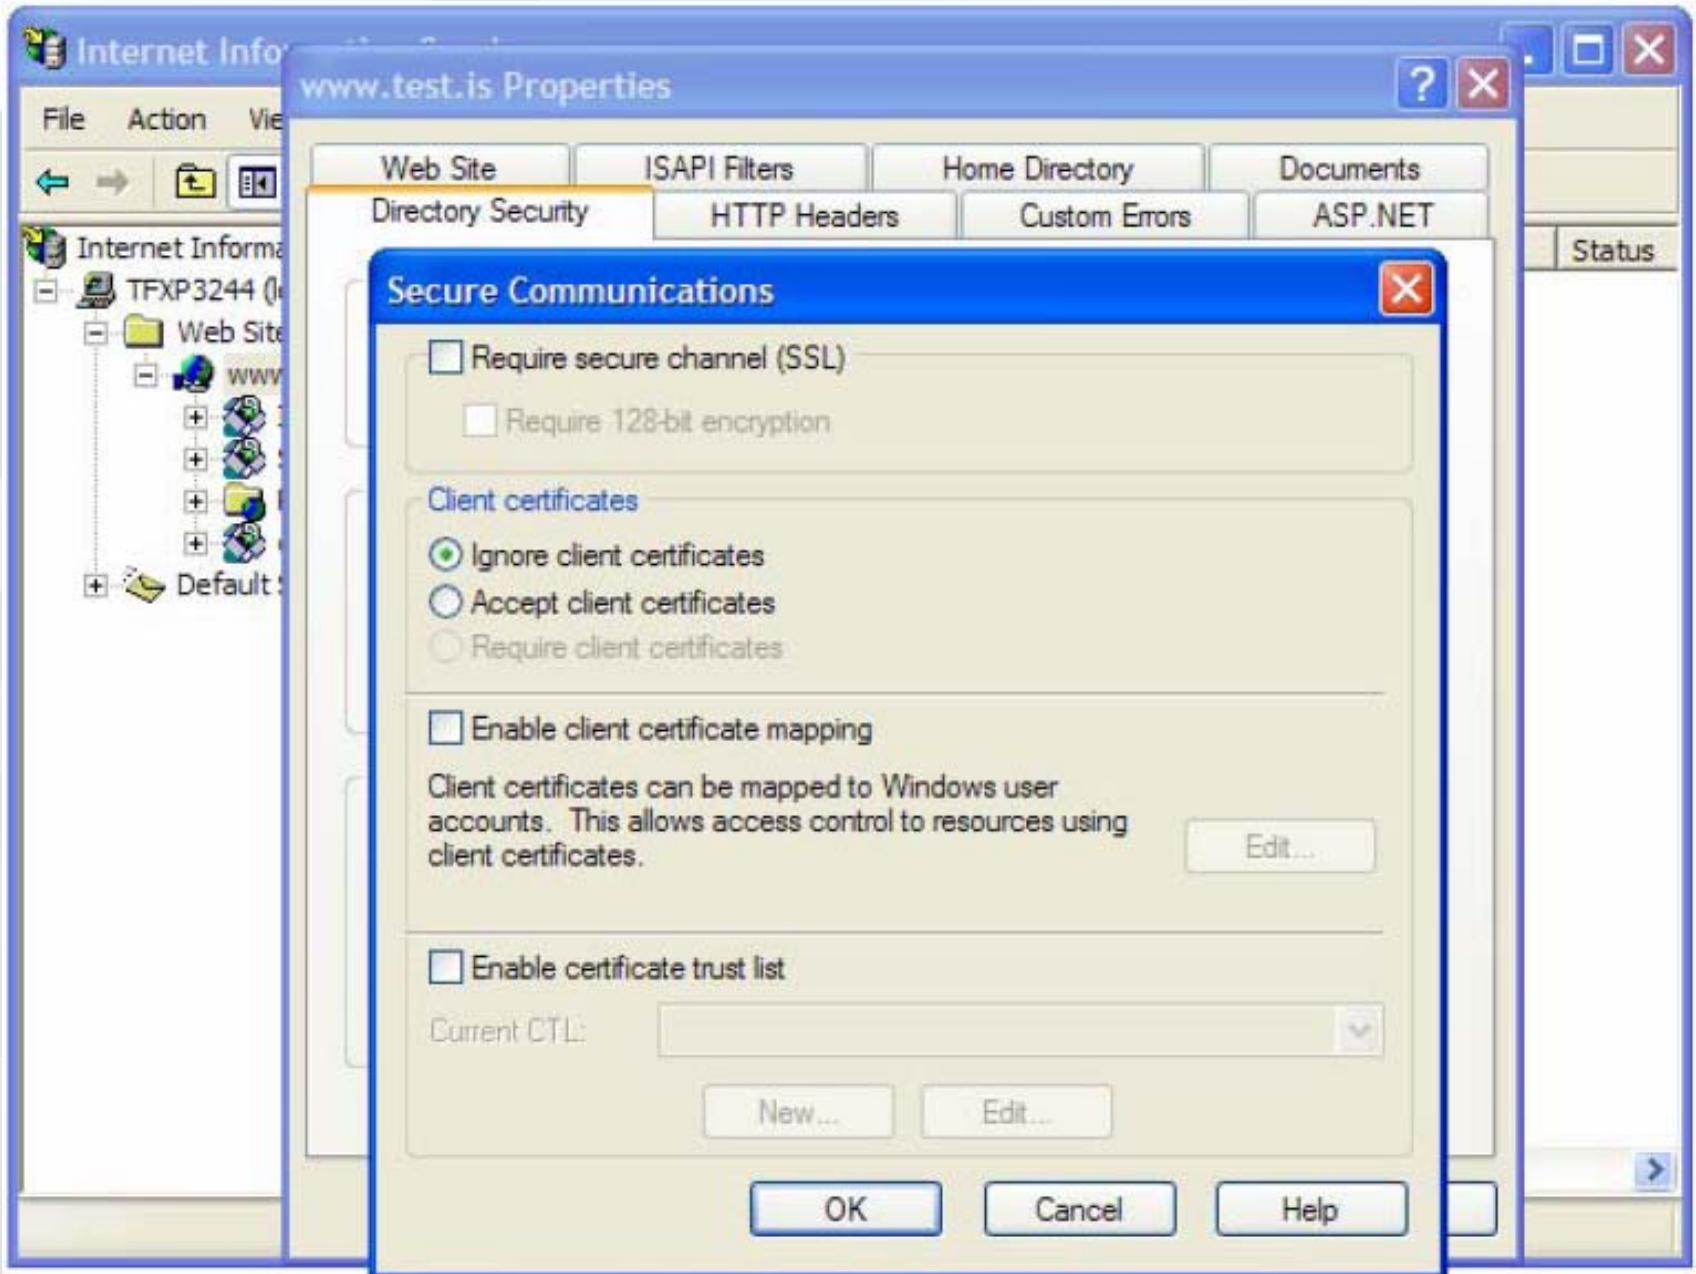 Internet Info
www.test.is Properties
File Action Vie
Web Site ISAPI Filters Home Directory Documents
Directory Security HTTP Headers Custom Errors ASP.NET
Internet Informa
Status
TFXP3244 (l
Secure Communications
Web Site
www
Require secure channel (SSL)
Require 128-bit encryption
Client certificates
Ignore client certificates
Accept client certificates
Default
Require client certificates
Enable client certificate mapping
Client certificates can be mapped to Windows user
accounts. This allows access control to resources using
client certificates.
Edit...
Enable certificate trust list
Current CTL:
New... Edit...
OK Cancel Help